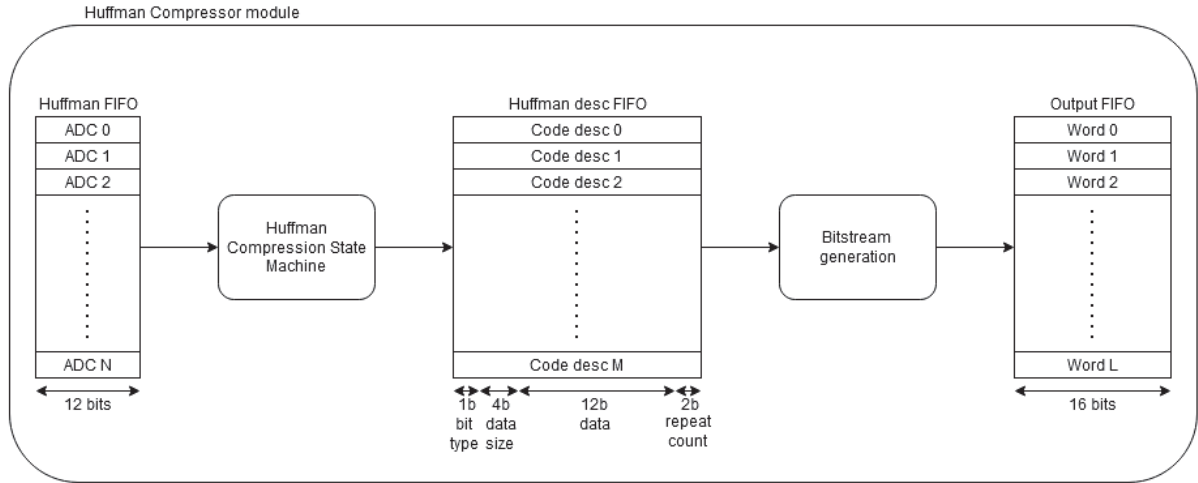 Huffman Compressor module
Huffman FIFO
ADC 0
ADC 1
ADC 2
ADC N
12 bits
Huffman
Compression State
Machine
Huffman desc FIFO
Code desc 0
Code desc 1
Code desc 2
Code desc M
1b
bit
type
4b
data
size
12b
data
2b
repeat
count
Bitstream
generation
Output FIFO
Word 0
Word 1
Word 2
Word L
16 bits